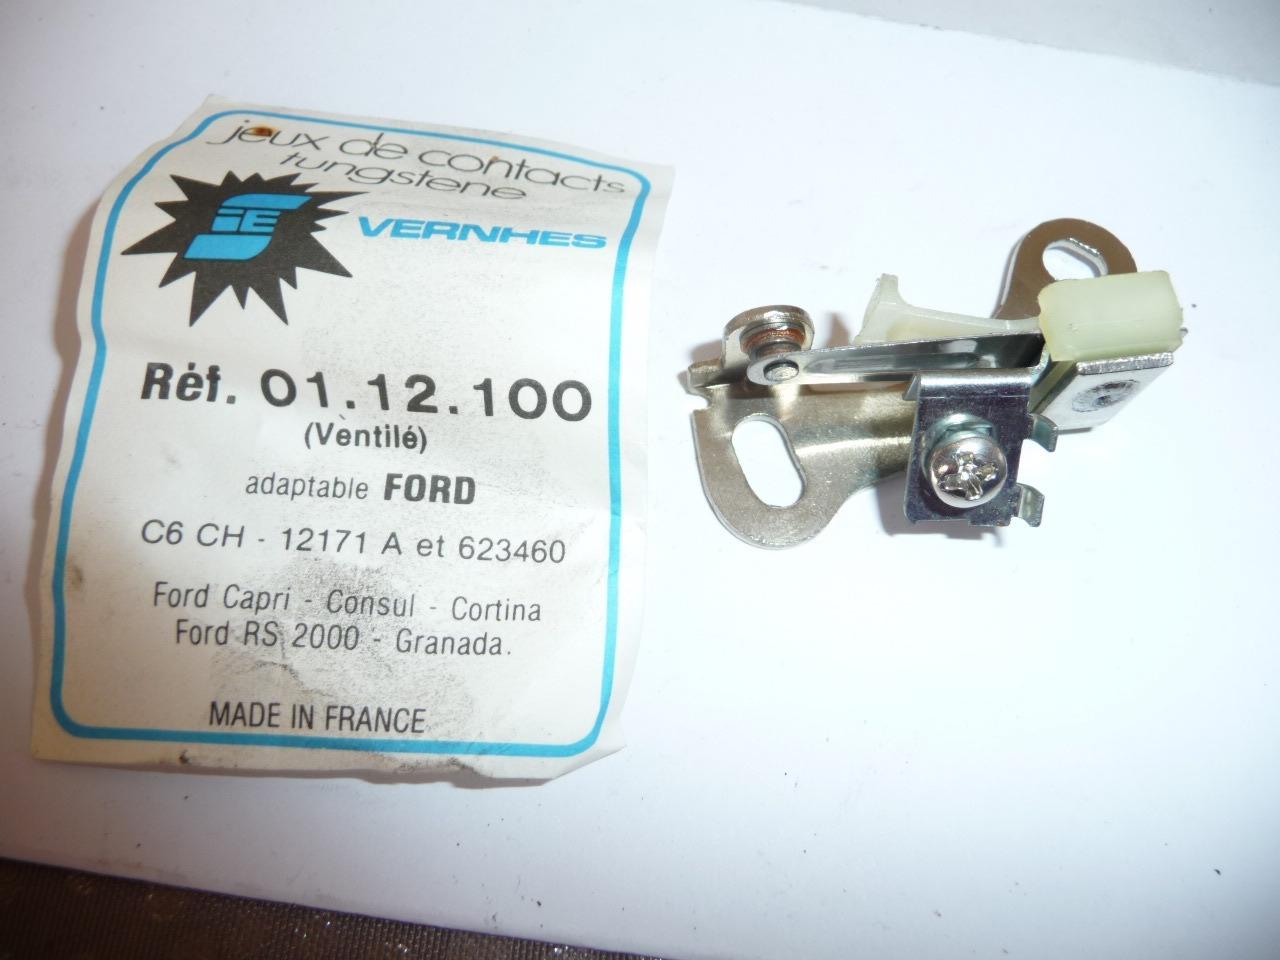 jeux de contacts
tungstene
SIE
VERNHES
Réf. 01.12.100
(Ventilé)
adaptable FORD
C6 CH - 12171 A et 623460
Ford Capri - Consul - Cortina
Ford RS 2000 - Granada.
MADE IN FRANCE